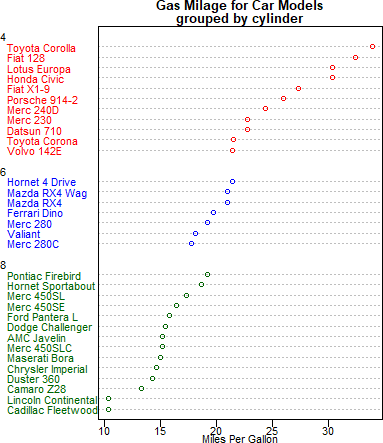 Gas Milage for Car Models
grouped by cylinder
4
Toyota Corolla
Fiat 128
Lotus Europa
Honda Civic
Fiat X1-9
Porsche 914-2
Merc 240D
Merc 230
Datsun 710
Toyota Corona
Volvo 142E
6
Hornet 4 Drive
Mazda RX4 Wag
Mazda RX4
Ferrari Dino
Merc 280
Valiant
Merc 280C
8
Pontiac Firebird
Hornet Sportabout
Merc 450SL
Merc 450SE
Ford Pantera L
Dodge Challenger
AMC Javelin
Merc 450SLC
Maserati Bora
Chrysler Imperial
Duster 360
Camaro Z28
Lincoln Continental
Cadillac Fleetwood
10 15 20 25 30
Miles Per Gallon